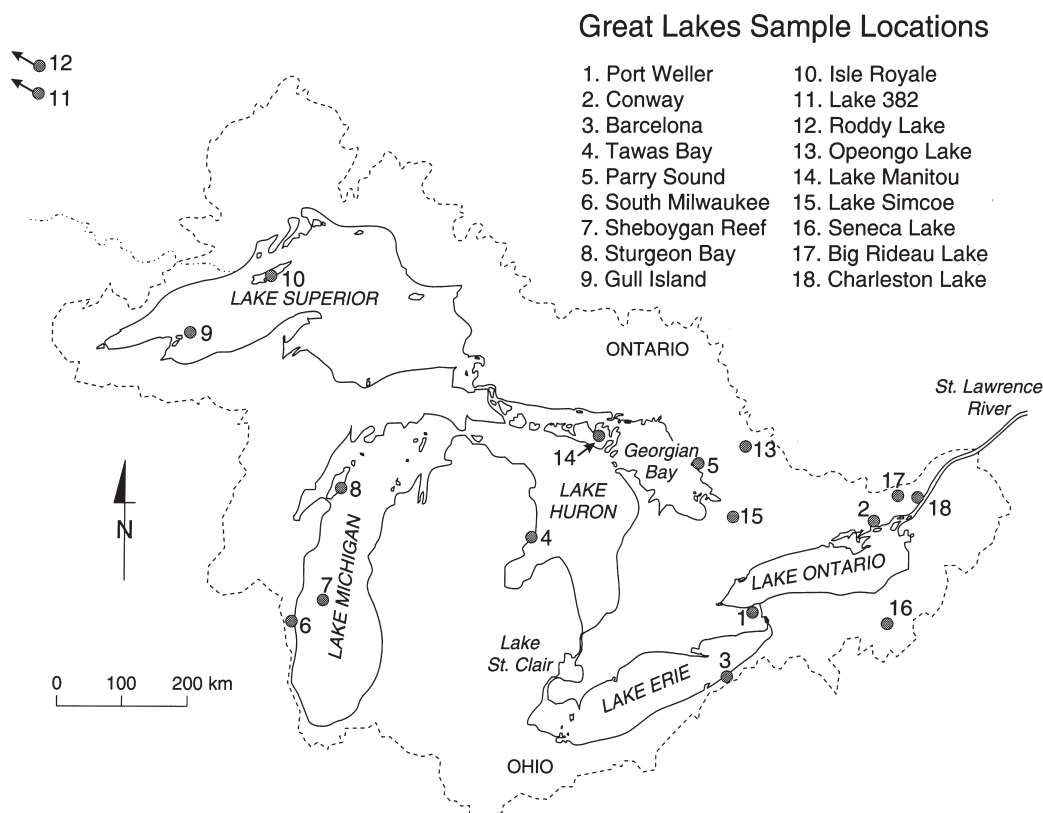 Great Lakes Sample Locations
1. Port Weller
2. Conway
3. Barcelona
4. Tawas Bay
5. Parry Sound
6. South Milwaukee
7. Sheboygan Reef
8. Sturgeon Bay
9. Gull Island
10. Isle Royale
11. Lake 382
12. Roddy Lake
13. Opeongo Lake
14. Lake Manitou
15. Lake Simcoe
16. Seneca Lake
17. Big Rideau Lake
18. Charleston Lake
12
11
10
LAKE SUPERIOR
9
ONTARIO
St. Lawrence
River
14
Georgian
Bay
5
13
8
LAKE
HURON
15
17
18
2
N
4
LAKE MICHIGAN
7
6
LAKE ONTARIO
1
16
Lake
St. Clair
3
LAKE ERIE
0 100 200 km
OHIO